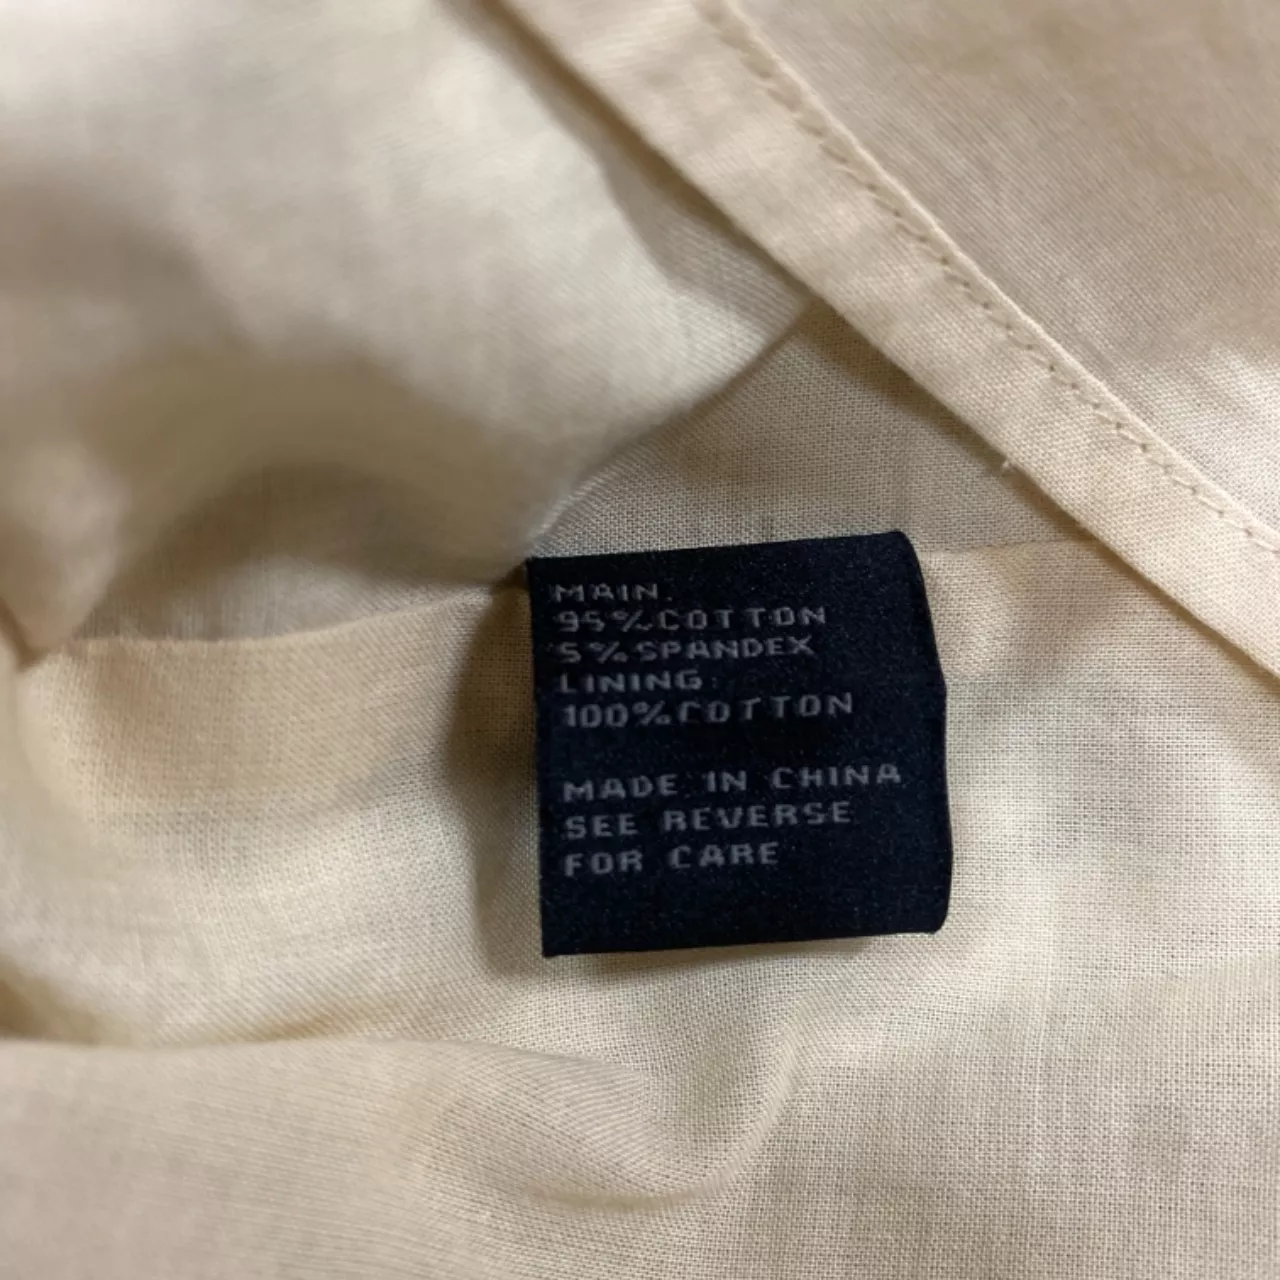 MAIN:
95%COTTON
5%SPANDEX
LINING:
100%COTTON
MADE IN CHINA
SEE REVERSE
FOR CARE